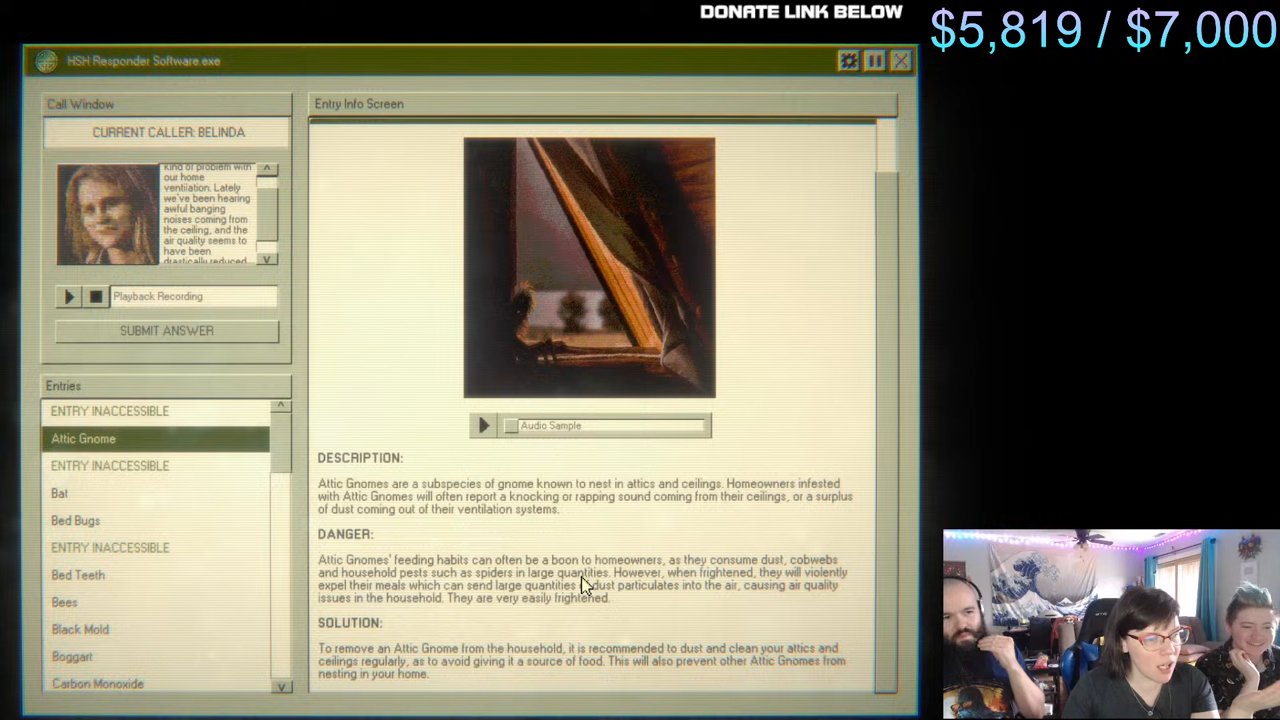 DONATE LINK BELOW
$5,819 / $7,000
HSH Responder Software.exe
Call Window
CURRENT CALLER: BELINDA
kind of problem with
our home
ventilation. Lately
we've been hearing
awful banging
noises coming from
the ceiling, and the
air quality seems to
have been
drastically reduced
Playback Recording
SUBMIT ANSWER
Entries
ENTRY INACCESSIBLE
Attic Gnome
ENTRY INACCESSIBLE
Bat
Bed Bugs
ENTRY INACCESSIBLE
Bed Teeth
Bees
Black Mold
Boggart
Carbon Monoxide
Entry Info Screen
Audio Sample
DESCRIPTION:
Attic Gnomes are a subspecies of gnome known to nest in attics and ceilings. Homeowners infested
with Attic Gnomes will often report a knocking or rapping sound coming from their ceilings, or a surplus
of dust coming out of their ventilation systems.
DANGER:
Attic Gnomes' feeding habits can often be a boon to homeowners, as they consume dust, cobwebs
and household pests such as spiders in large quantities. However, when frightened, they will violently
expel their meals which can send large quantities dust particulates into the air, causing air quality
issues in the household. They are very easily frightened.
SOLUTION:
To remove an Attic Gnome from the household, it is recommended to dust and clean your attics and
ceilings regularly, as to avoid giving it a source of food. This will also prevent other Attic Gnomes from
nesting in your home.